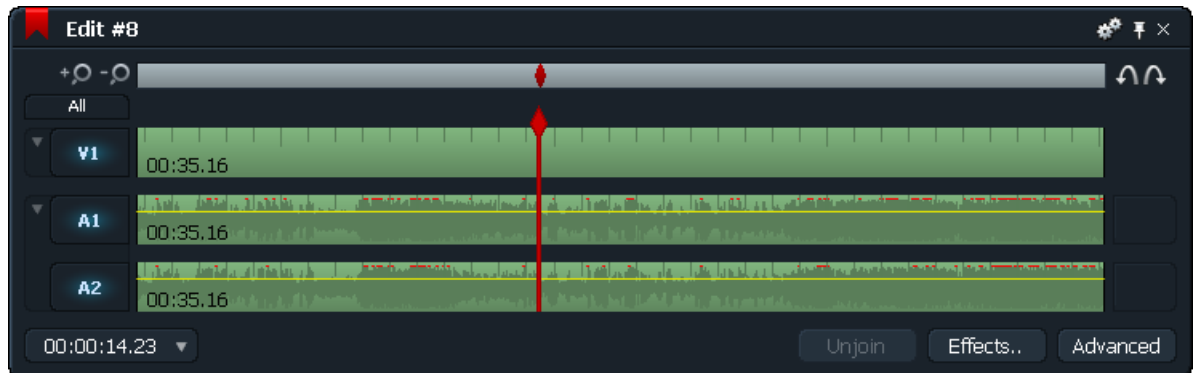 Edit #8
All
V1
00:35.16
A1
00:35.16
A2
00:35.16
00:00:14.23
Unjoin
Effects..
Advanced